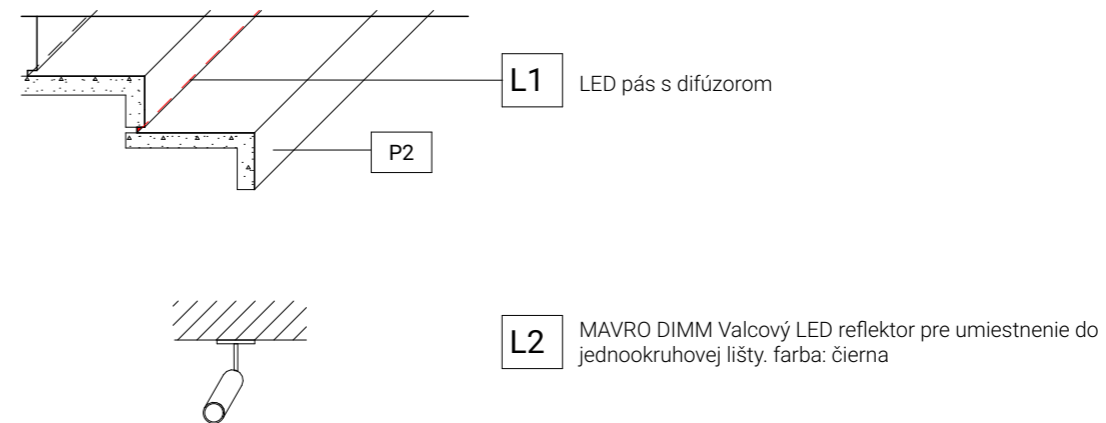 L1
LED pás s difúzorom
P2
L2
MAVRO DIMM Valcový LED reflektor pre umiestnenie do
jednookruhovej lišty. farba: čierna